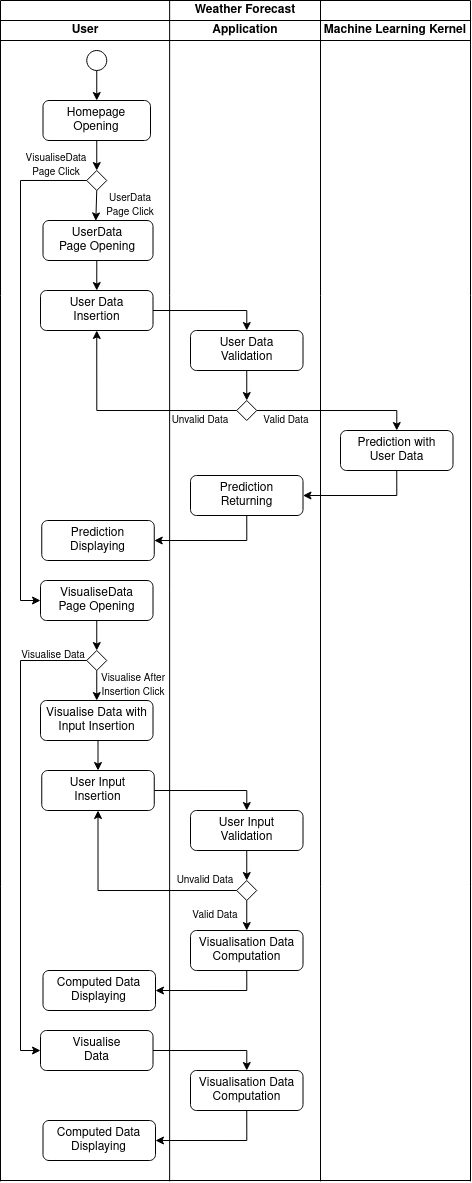 Weather Forecast
User
Application
Machine Learning Kernel
Homepage
Opening
VisualiseData
Page Click
UserData
Page Click
UserData
Page Opening
User Data
Insertion
User Data
Validation
Unvalid Data
Valid Data
Prediction with
User Data
Prediction
Returning
Prediction
Displaying
VisualiseData
Page Opening
Visualise Data
Visualise After
Insertion Click
Visualise Data with
Input Insertion
User Input
Insertion
User Input
Validation
Unvalid Data
Valid Data
Visualisation Data
Computation
Computed Data
Displaying
Visualise
Data
Visualisation Data
Computation
Computed Data
Displaying